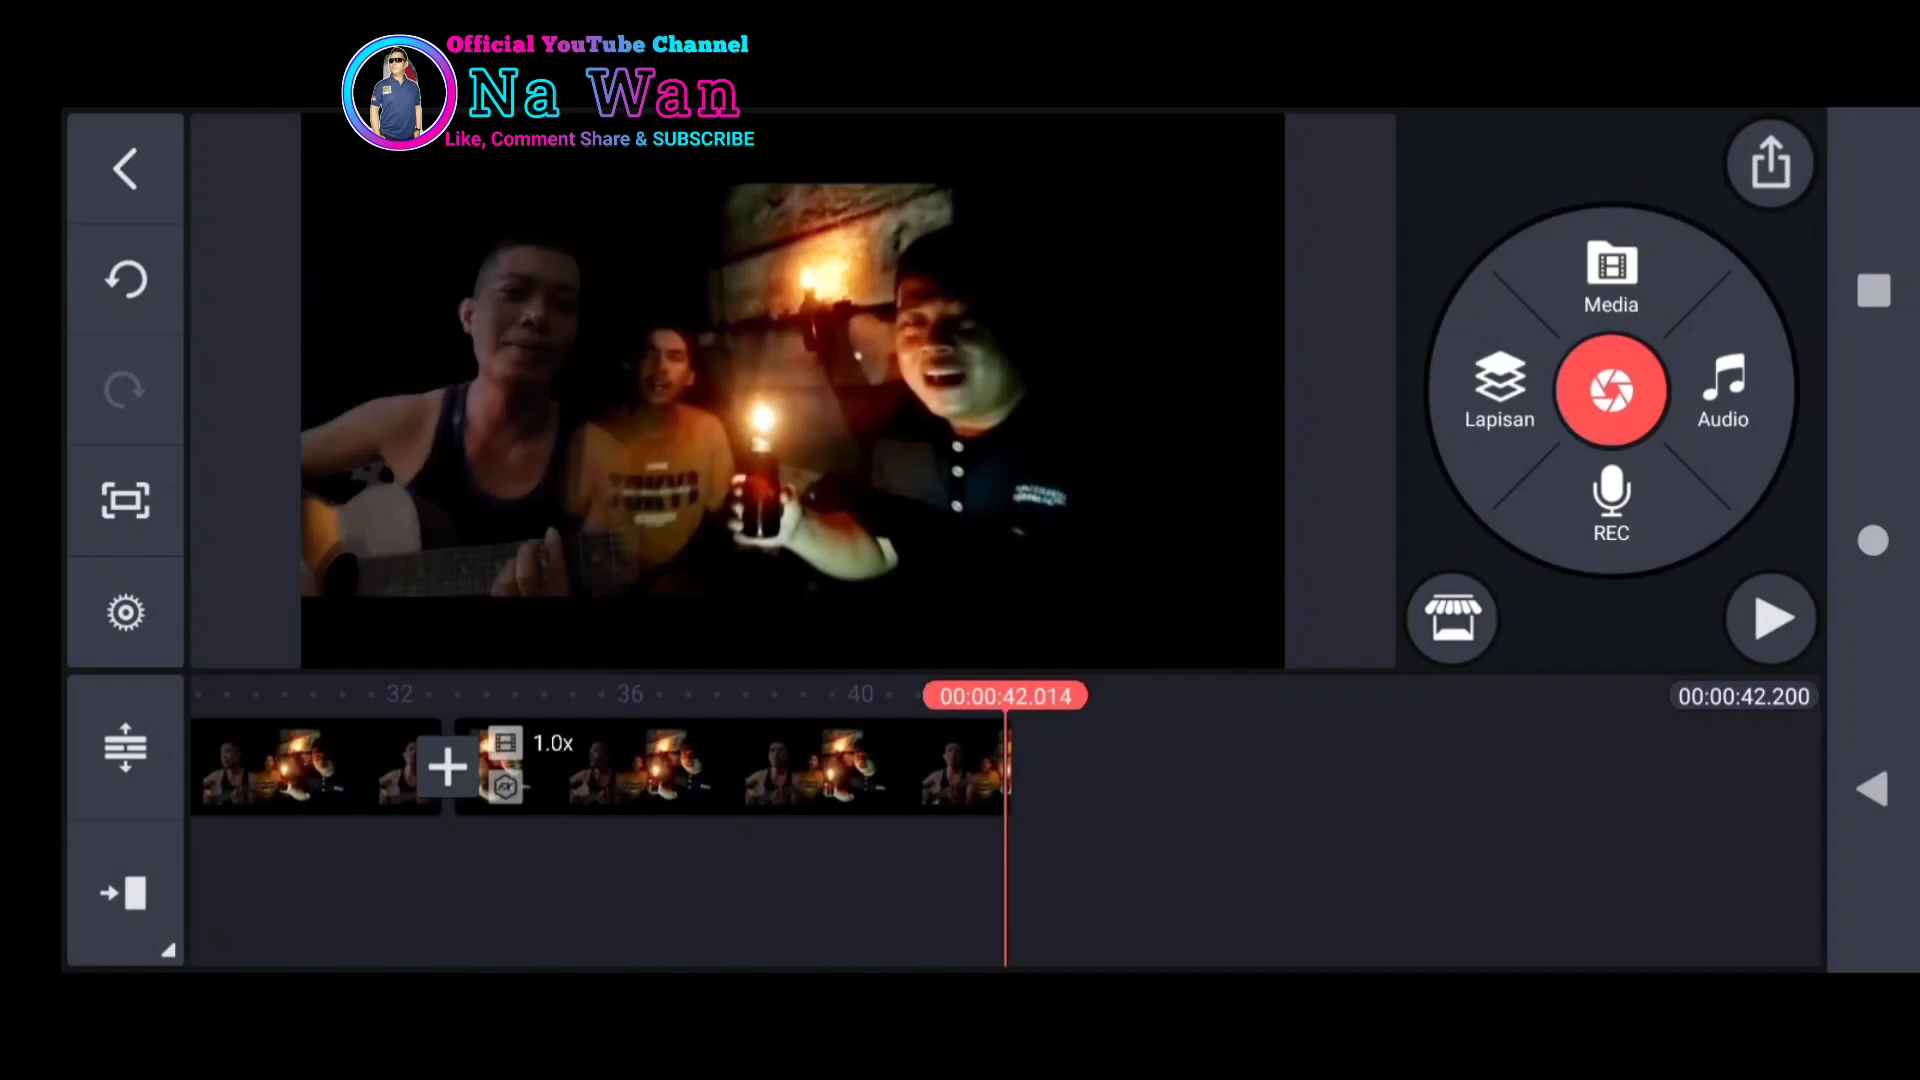 Official YouTube Channel
Na Wan
Like, Comment Share & SUBSCRIBE
Media
Lapisan
Audio
REC
32
36
40
00:00:42.014
00:00:42.200
1.0x
FX